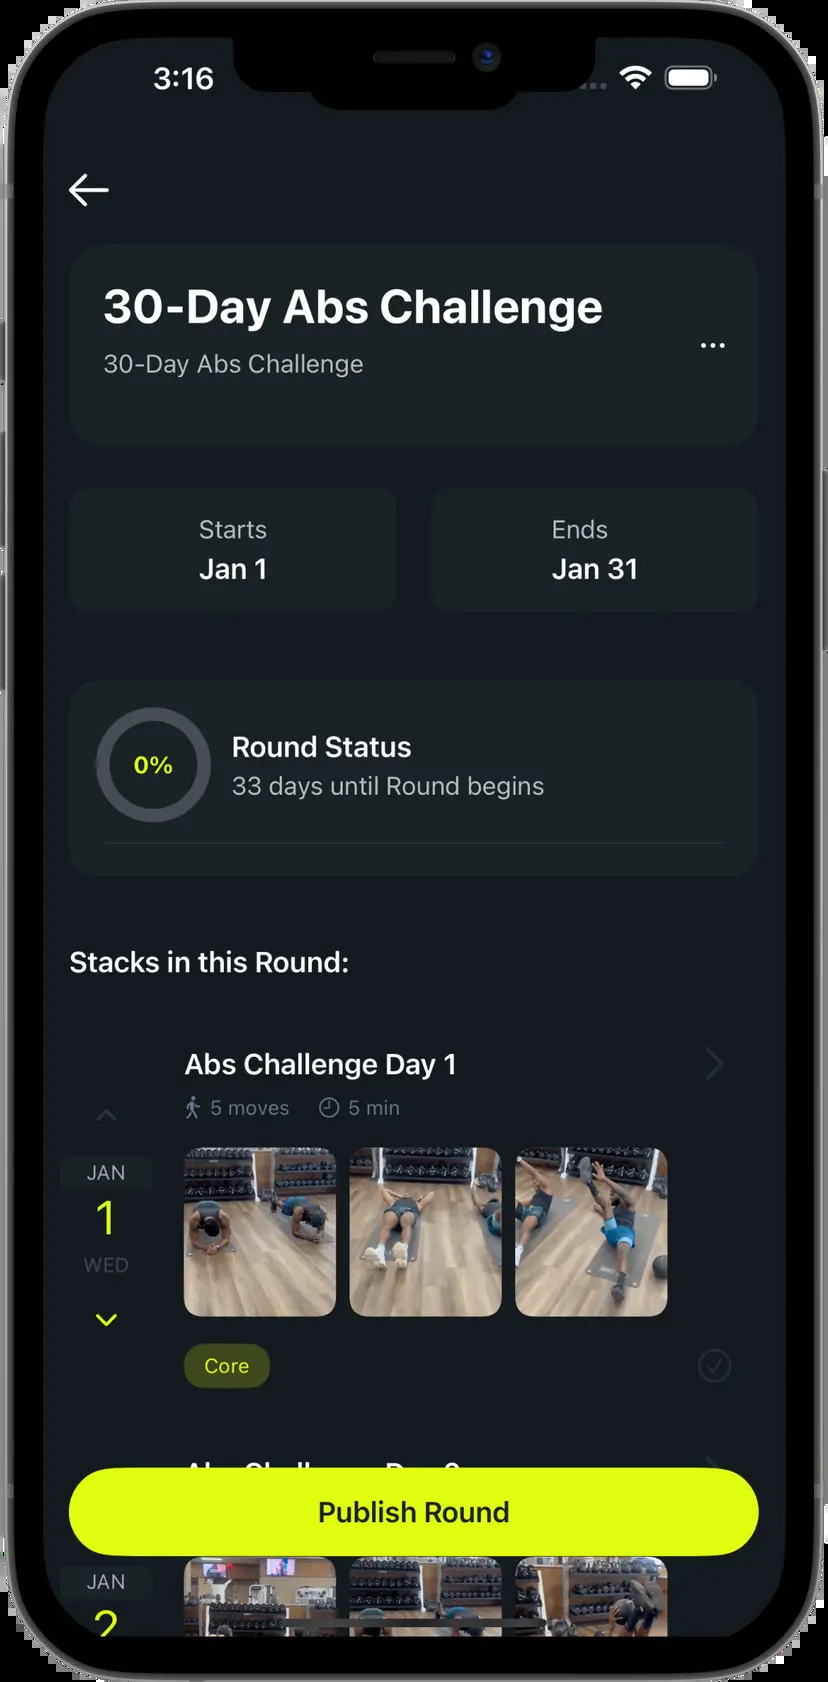 3:16
30-Day Abs Challenge
30-Day Abs Challenge
Starts
Jan 1
Ends
Jan 31
0%
Round Status
33 days until Round begins
Stacks in this Round:
Abs Challenge Day 1
5 moves 5 min
JAN
1
WED
Core
Publish Round
JAN
2